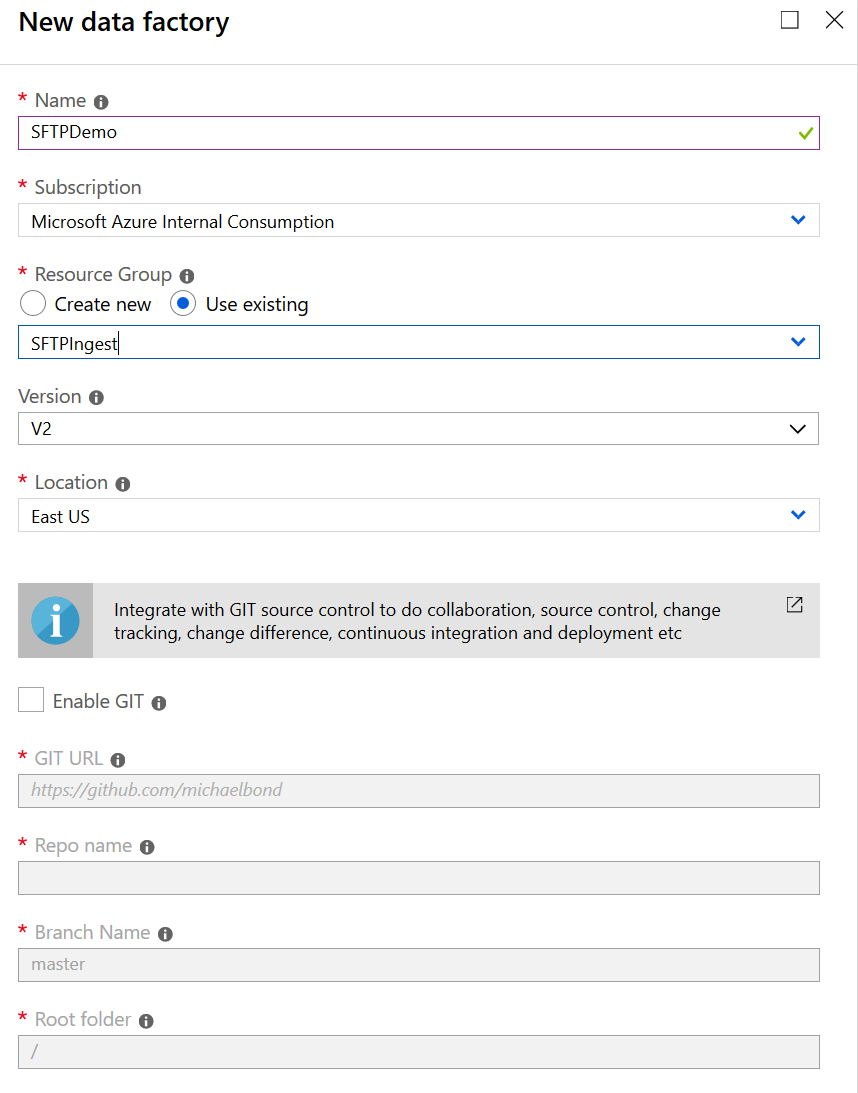 New data factory
* Name
SFTPDemo
* Subscription
Microsoft Azure Internal Consumption
* Resource Group
Create new Use existing
SFTPIngest
Version
V2
* Location
East US
Integrate with GIT source control to do collaboration, source control, change
tracking, change difference, continuous integration and deployment etc
Enable GIT
* GIT URL
https://github.com/michaelbond
* Repo name
* Branch Name
master
* Root folder
/